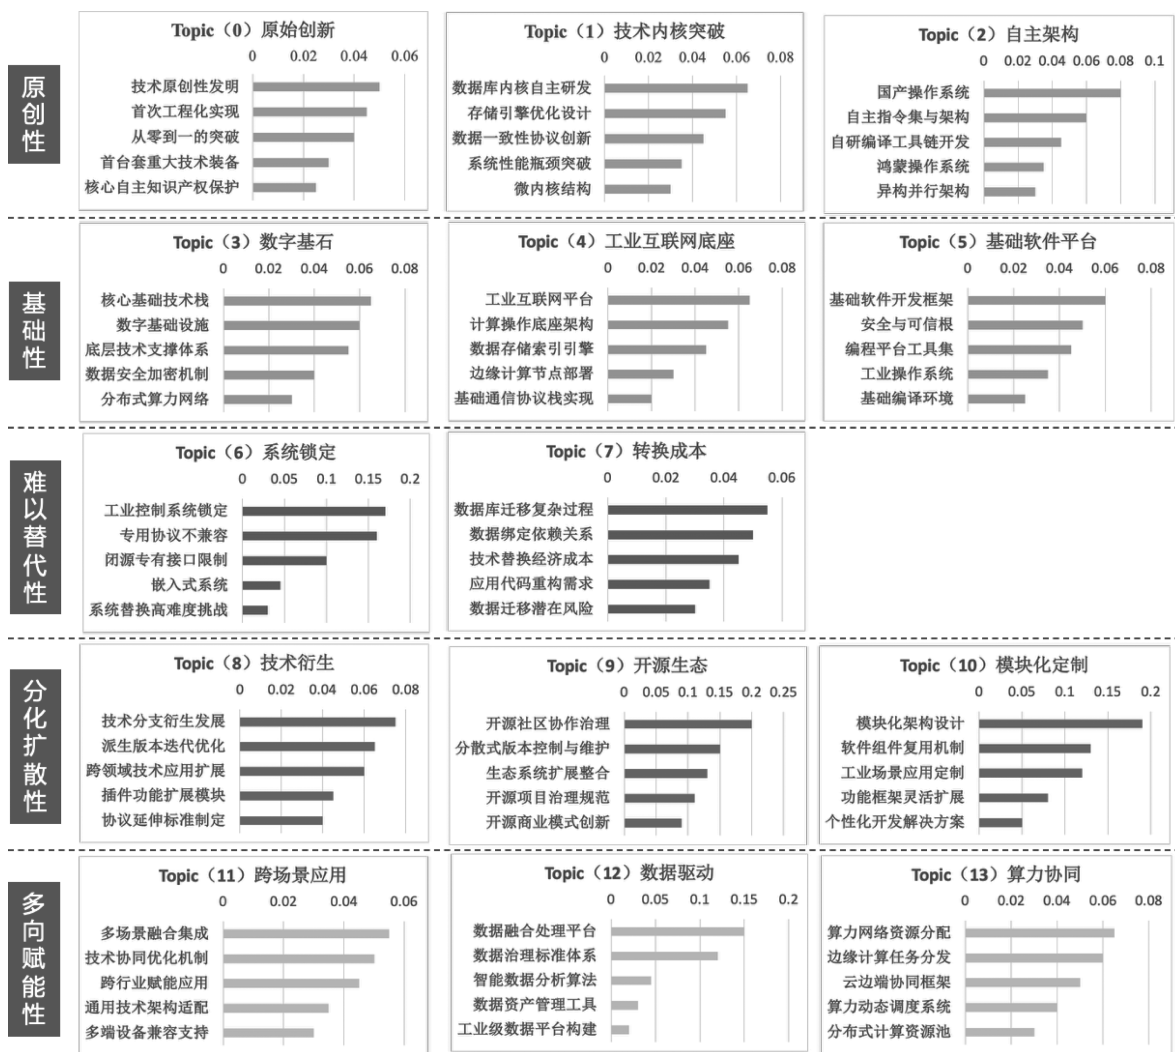 原创性
Topic（0）原始创新
0 0.02 0.04 0.06
技术原创性发明
首次工程化实现
从零到一的突破
首台套重大技术装备
核心自主知识产权保护
Topic（1）技术内核突破
0 0.02 0.04 0.06 0.08
数据库内核自主研发
存储引擎优化设计
数据一致性协议创新
系统性能瓶颈突破
微内核结构
Topic（2）自主架构
0 0.02 0.04 0.06 0.08 0.1
国产操作系统
自主指令集与架构
自研编译工具链开发
鸿蒙操作系统
异构并行架构
基础性
Topic（3）数字基石
0 0.02 0.04 0.06 0.08
核心基础技术栈
数字基础设施
底层技术支撑体系
数据安全加密机制
分布式算力网络
Topic（4）工业互联网底座
0 0.02 0.04 0.06 0.08
工业互联网平台
计算操作底座架构
数据存储索引引擎
边缘计算节点部署
基础通信协议栈实现
Topic（5）基础软件平台
0 0.02 0.04 0.06 0.08
基础软件开发框架
安全与可信根
编程平台工具集
工业操作系统
基础编译环境
难以替代性
Topic（6）系统锁定
0 0.05 0.1 0.15 0.2
工业控制系统锁定
专用协议不兼容
闭源专有接口限制
嵌入式系统
系统替换高难度挑战
Topic（7）转换成本
0 0.02 0.04 0.06
数据库迁移复杂过程
数据绑定依赖关系
技术替换经济成本
应用代码重构需求
数据迁移潜在风险
分化扩散性
Topic（8）技术衍生
0 0.02 0.04 0.06 0.08
技术分支衍生发展
派生版本迭代优化
跨领域技术应用扩展
插件功能扩展模块
协议延伸标准制定
Topic（9）开源生态
0 0.05 0.1 0.15 0.2 0.25
开源社区协作治理
分散式版本控制与维护
生态系统扩展整合
开源项目治理规范
开源商业模式创新
Topic（10）模块化定制
0 0.05 0.1 0.15 0.2
模块化架构设计
软件组件复用机制
工业场景应用定制
功能框架灵活扩展
个性化开发解决方案
多向赋能性
Topic（11）跨场景应用
0 0.02 0.04 0.06
多场景融合集成
技术协同优化机制
跨行业赋能应用
通用技术架构适配
多端设备兼容支持
Topic（12）数据驱动
0 0.05 0.1 0.15 0.2
数据融合处理平台
数据治理标准体系
智能数据分析算法
数据资产管理工具
工业级数据平台构建
Topic（13）算力协同
0 0.02 0.04 0.06 0.08
算力网络资源分配
边缘计算任务分发
云边端协同框架
算力动态调度系统
分布式计算资源池